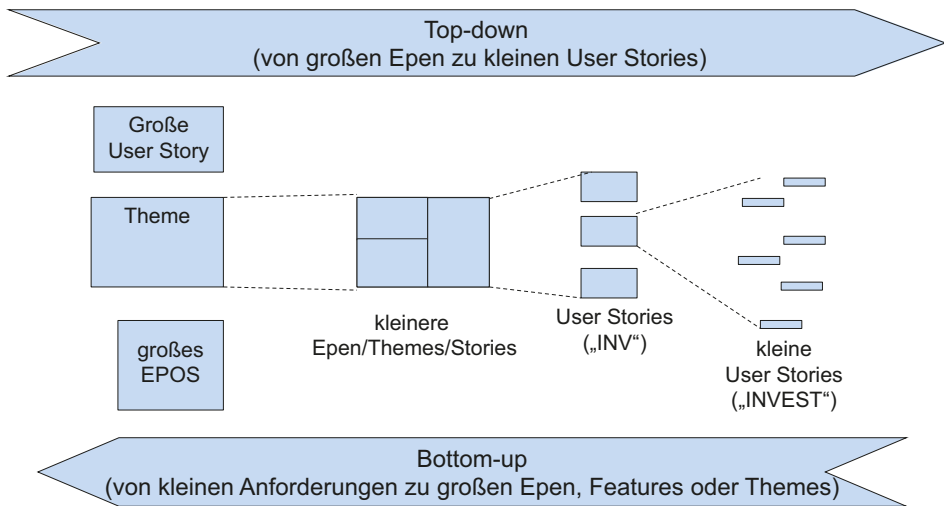 Top-down
(von großen Epen zu kleinen User Stories)
Große
User Story
Theme
großes
EPOS
kleinere
Epen/Themes/Stories
User Stories
(„INV“)
kleine
User Stories
(„INVEST“)
Bottom-up
(von kleinen Anforderungen zu großen Epen, Features oder Themes)